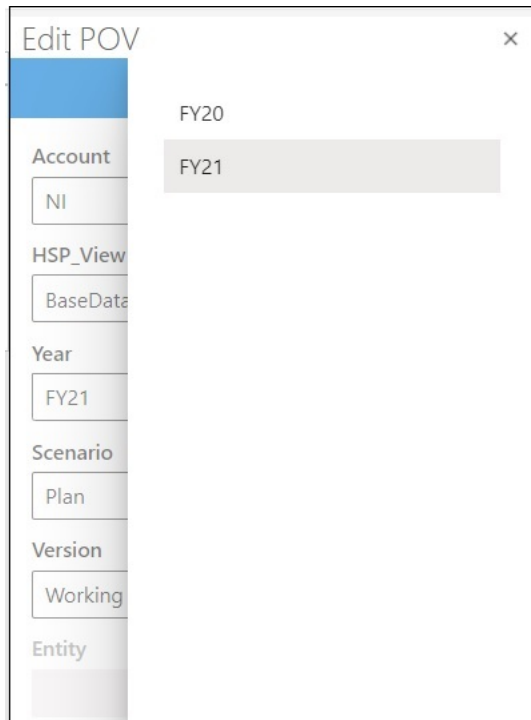 Edit POV
×
FY20
FY21
Account
NI
HSP_View
BaseData
Year
FY21
Scenario
Plan
Version
Working
Entity